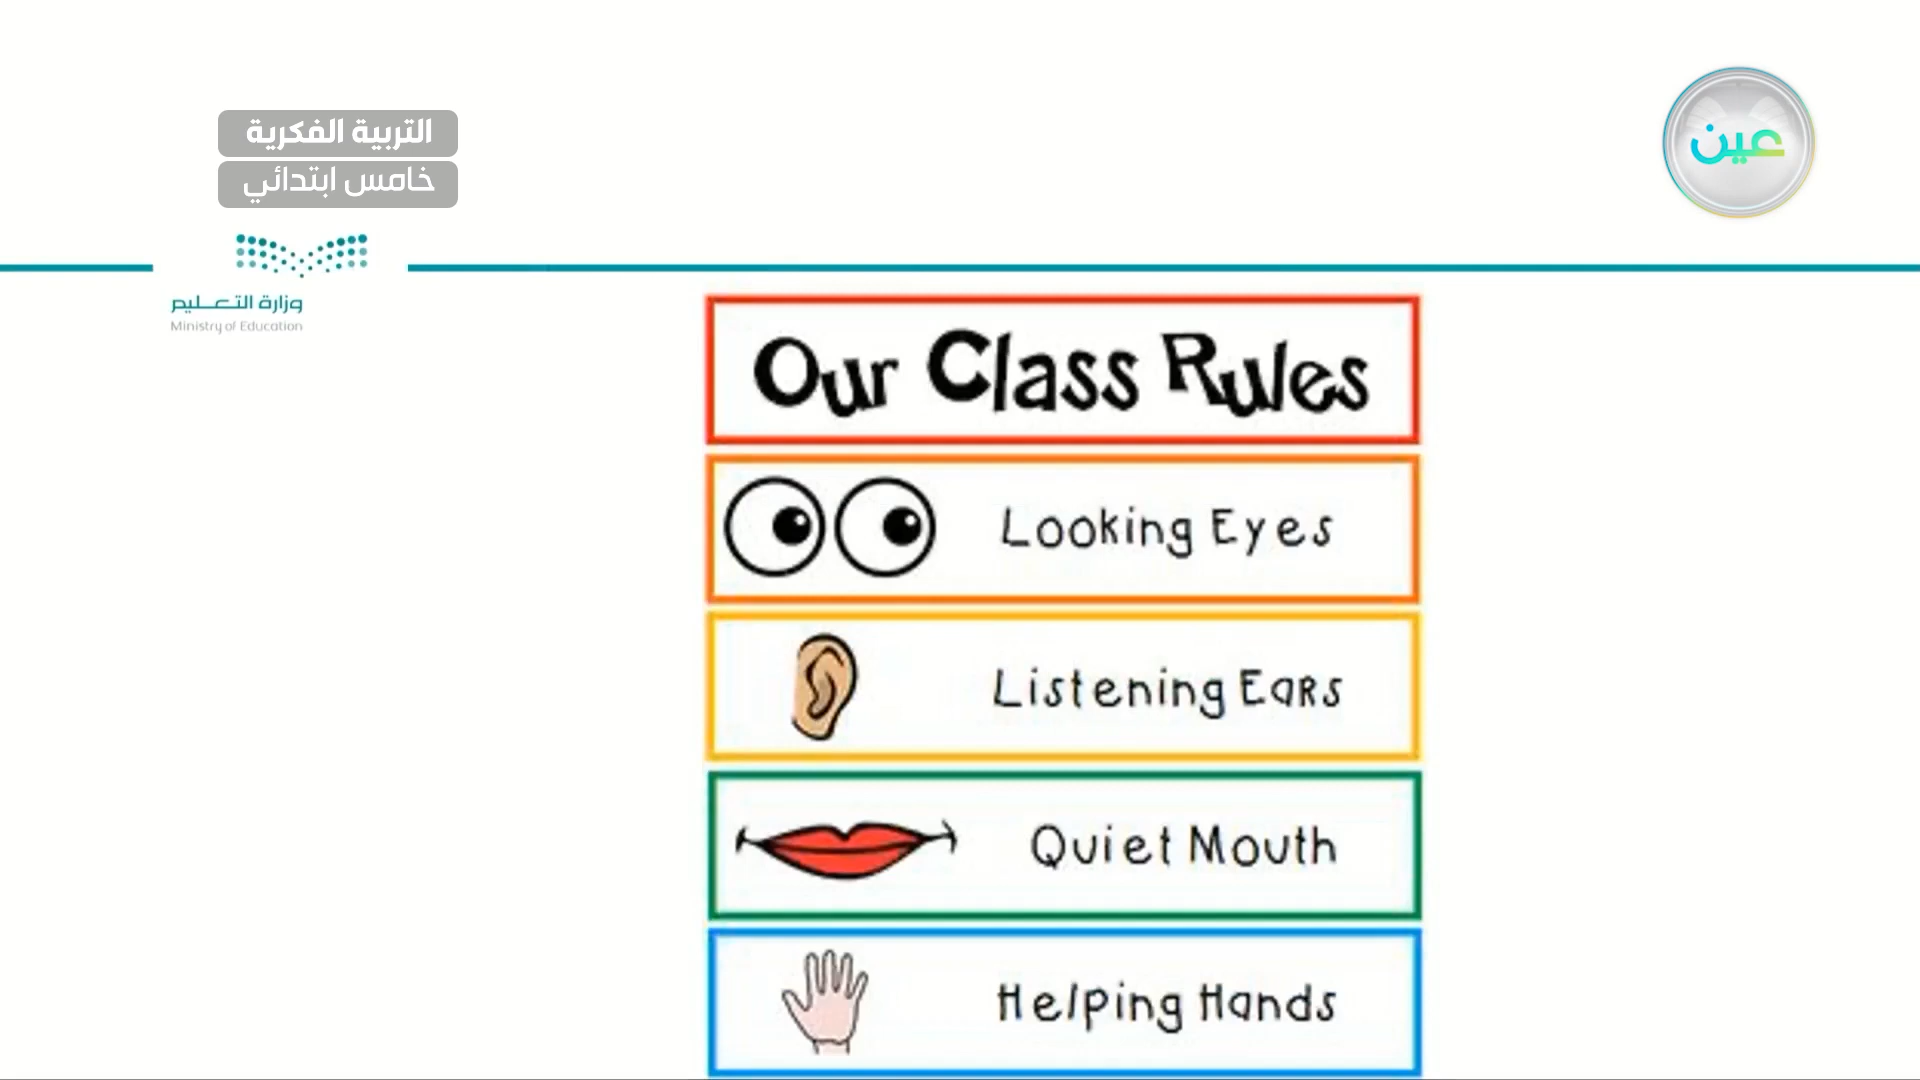 التربية الفكرية
خامس ابتدائي
عين
وزارة التعليم
Ministry of Education
Our Class Rules
Looking Eyes
Listening Ears
Quiet Mouth
Helping Hands